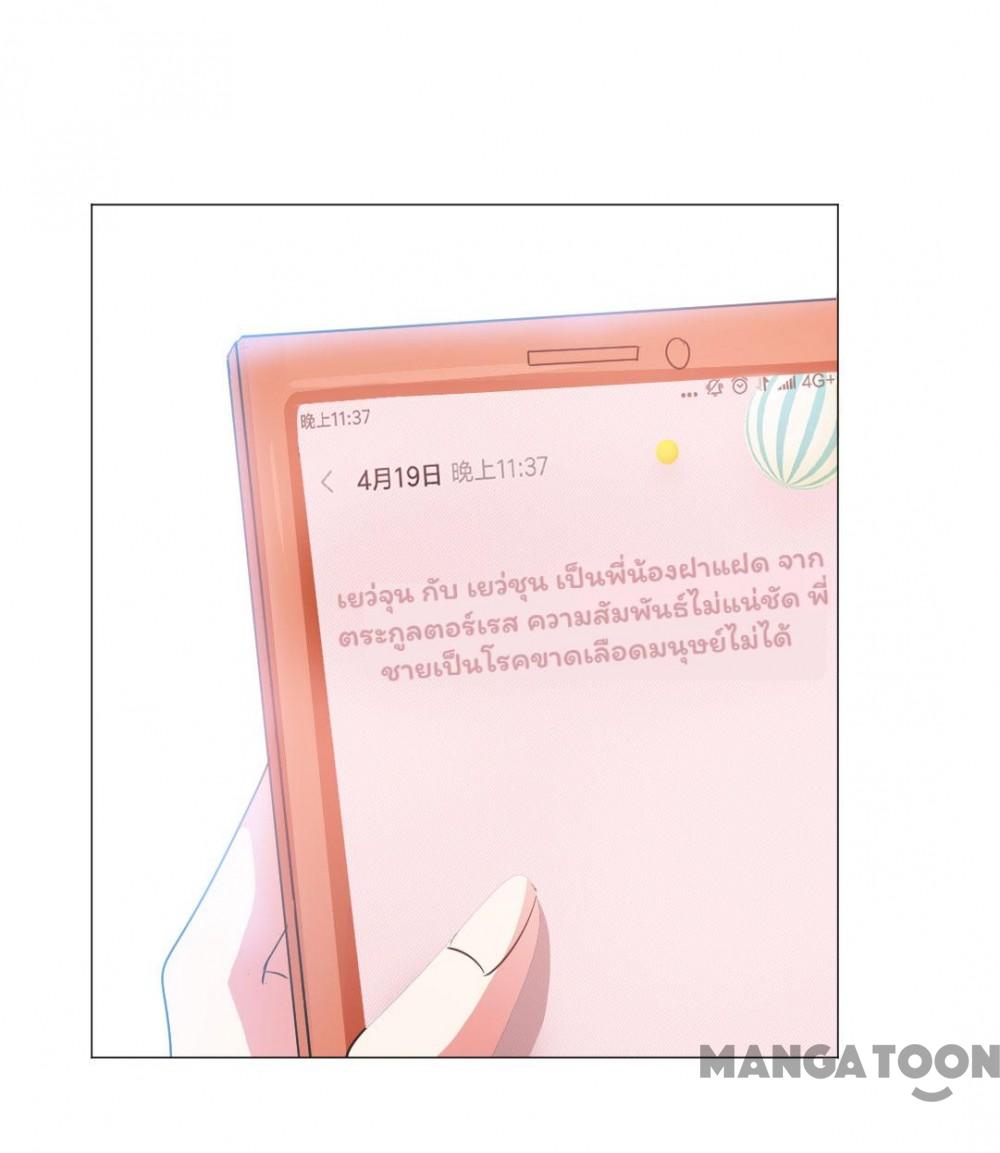 晚上11:37
... 4G+
4月19日 晚上11:37
เยว่จุน กับ เยว่ชุน เป็นพี่น้องฝาแฝด จาก
ตระกูลตอร์เรส ความสัมพันธ์ไม่แน่ชัด พี่
ชายเป็นโรคขาดเลือดมนุษย์ไม่ได้
MANGATOON